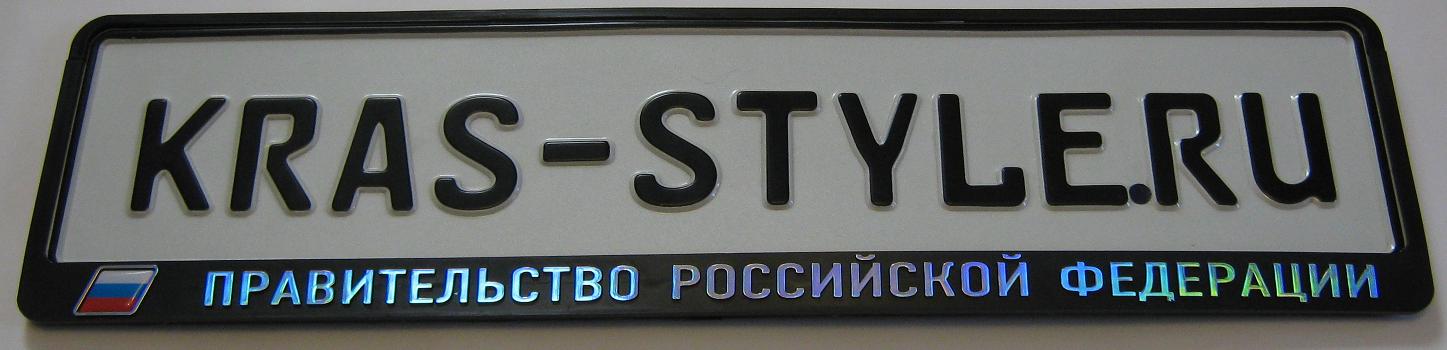 KRAS-STYLE.RU
ПРАВИТЕЛЬСТВО РОССИЙСКОЙ ФЕДЕРАЦИИ